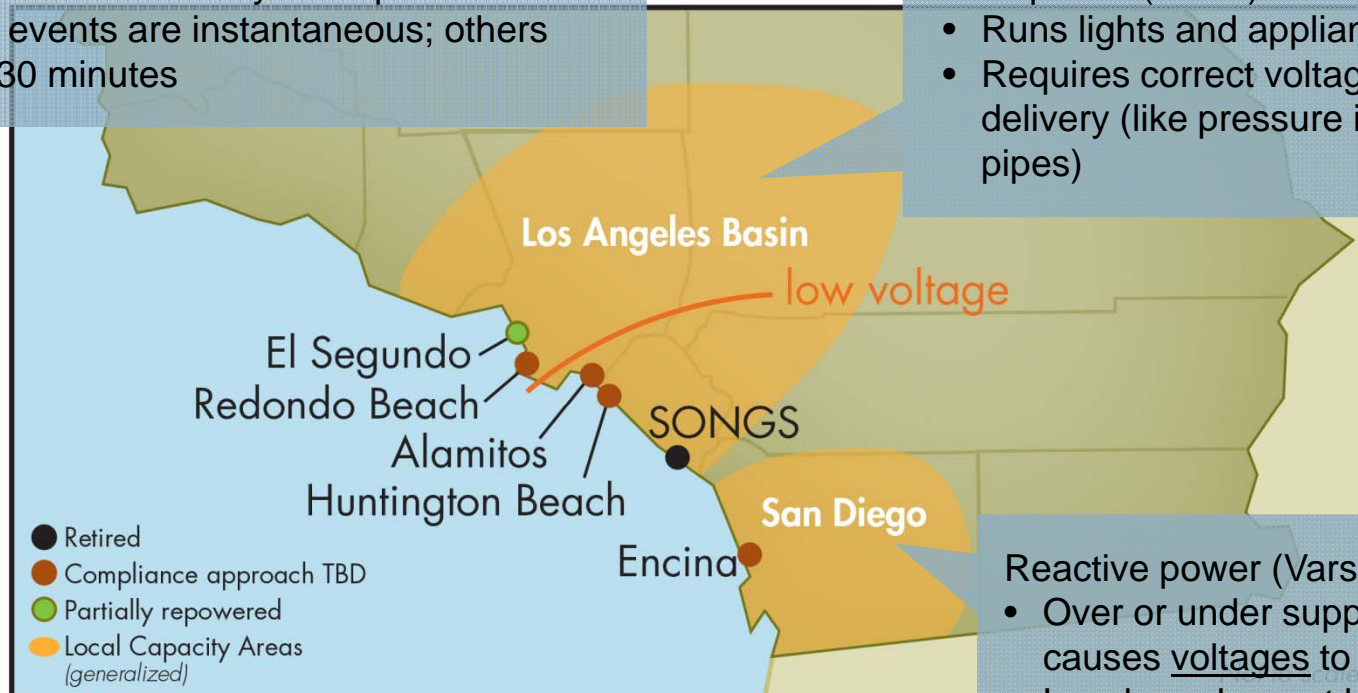 events are instantaneous; others
30 minutes
• Runs lights and appliar
• Requires correct voltag
delivery (like pressure i
pipes)
Los Angeles Basin
low voltage
El Segundo
Redondo Beach
Alamitos
Huntington Beach
SONGS
San Diego
Encina
Retired
Compliance approach TBD
Partially repowered
Local Capacity Areas
(generalized)
Reactive power (Vars
• Over or under supp
causes voltages to